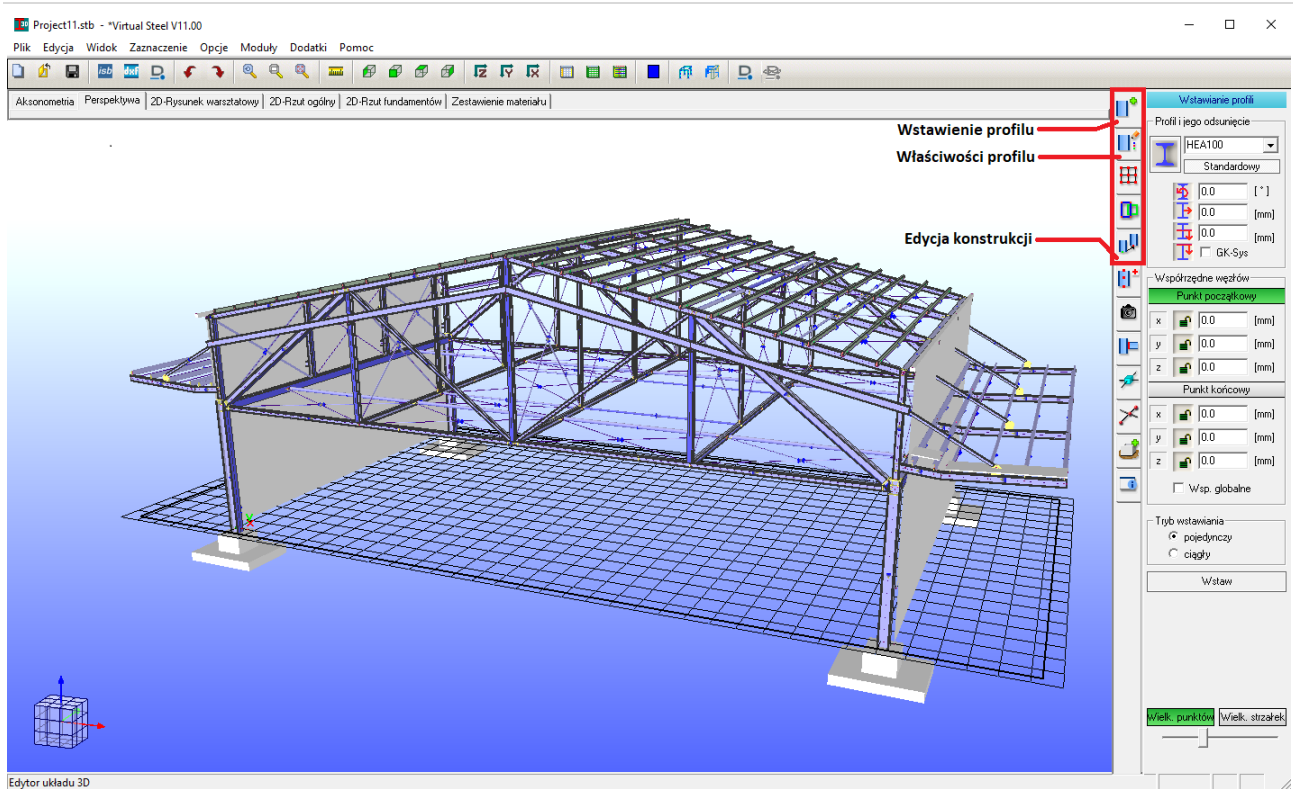 Project11.stb - *Virtual Steel V11.00
Plik Edycja Widok Zaznaczenie Opcje Moduły Dodatki Pomoc
isb dxf D Z Y X D
Aksonometria Perspektywa 2D-Rysunek warsztatowy 2D-Rzut ogólny 2D-Rzut fundamentów Zestawienie materiału
Wstawienie profilu
Właściwości profilu
Edycja konstrukcji
Wstawianie profili
Profil i jego odsunięcie
HEA100
Standardowy
0.0 [°]
0.0 [mm]
0.0 [mm]
GK-Sys
Współrzędne węzłów
Punkt początkowy
x 0.0 [mm]
y 0.0 [mm]
z 0.0 [mm]
Punkt końcowy
x 0.0 [mm]
y 0.0 [mm]
z 0.0 [mm]
Wsp. globalne
Tryb wstawiania
pojedynczy
ciągły
Wstaw
Wielk. punktów Wielk. strzałek
Edytor układu 3D